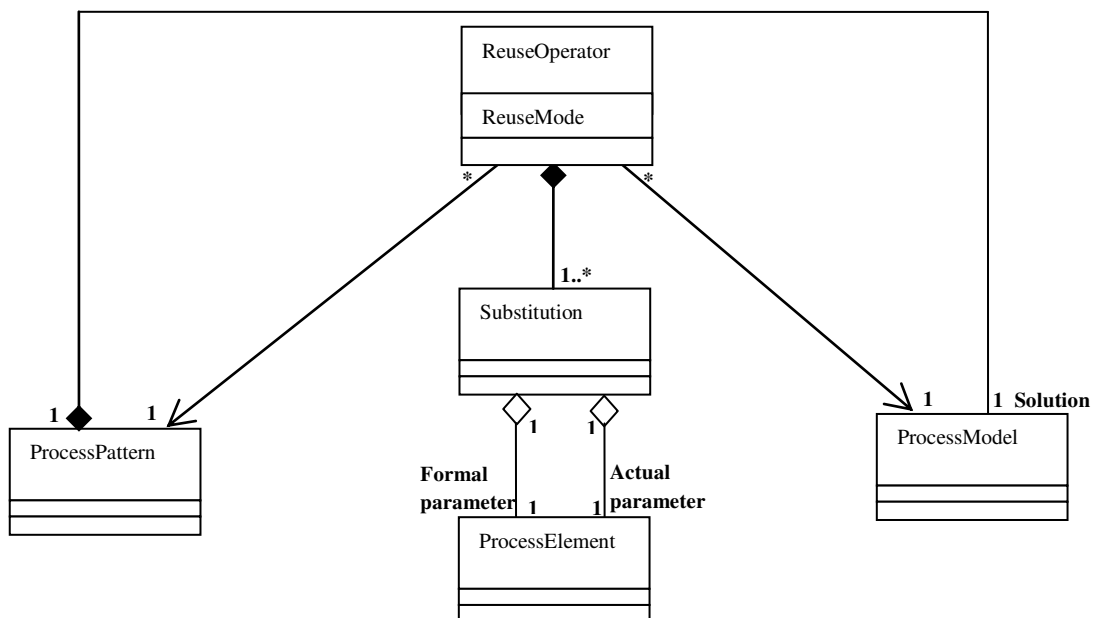 ReuseOperator
ReuseMode
* *
1..*
Substitution
1 1 1 1 Solution
ProcessPattern
1 1
ProcessModel
Formal
parameter
Actual
parameter
1 1
ProcessElement